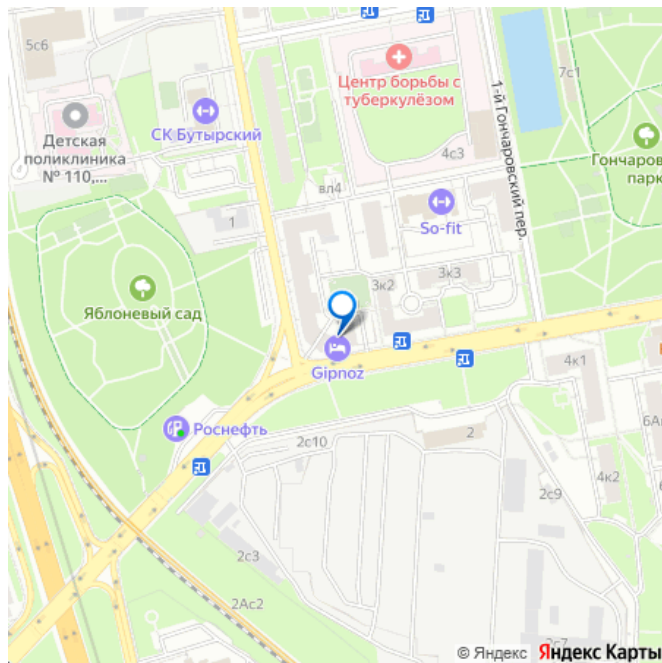 5с6
Центр борьбы с
туберкулёзом
7с1
СК Бутырский
Детская
поликлиника
№ 110,...
1-й Гончаровский пер.
4с3
Гончаров
парк
вл4
1
So-fit
3к2
3к3
Яблоневый сад
Gipnoz
4к1
Роснефть
2с10
2
6А
4к2
2с9
2с3
2Ас2
2с7
© Яндекс Яндекс Карты